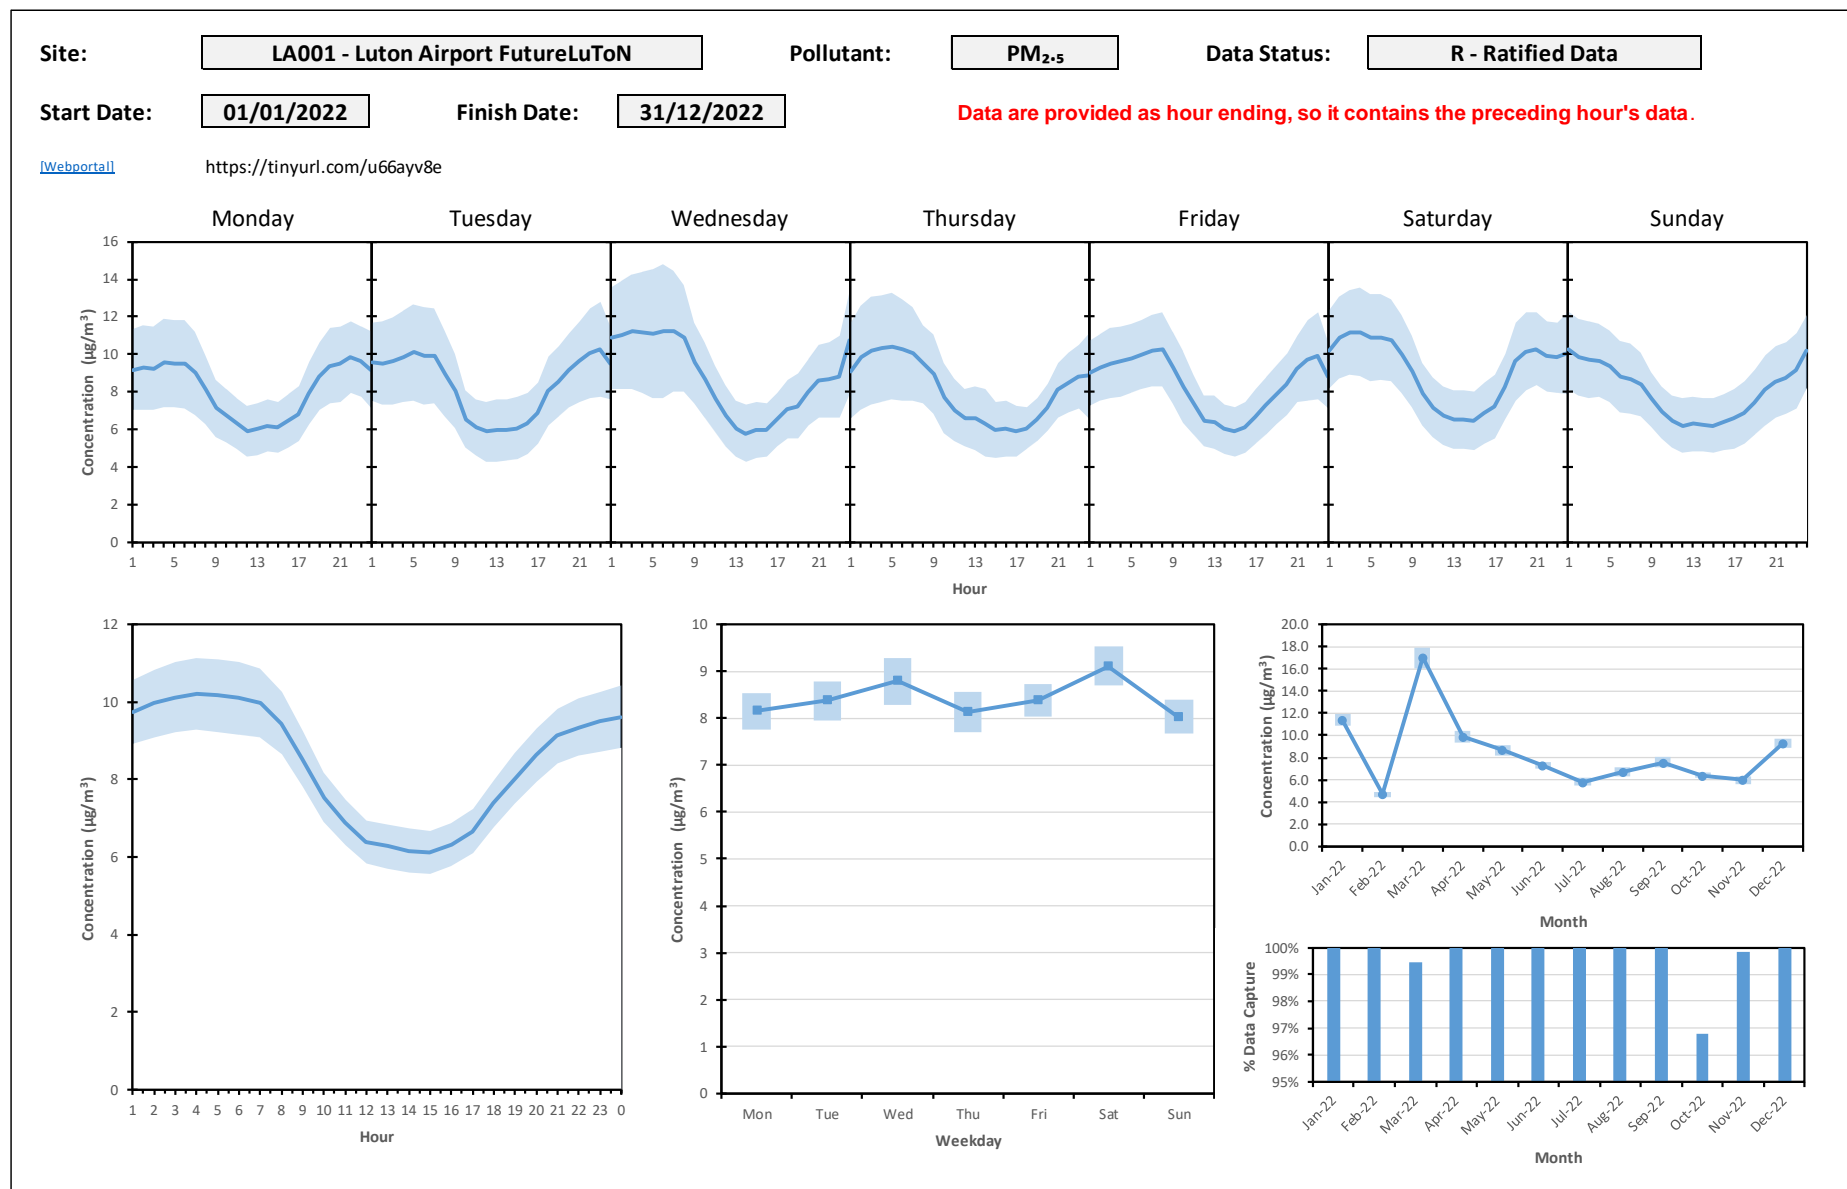 Site: LA001 - Luton Airport FutureLuToN Pollutant: PM₂.₅ Data Status: R - Ratified Data
Start Date: 01/01/2022 Finish Date: 31/12/2022 Data are provided as hour ending, so it contains the preceding hour's data.
[Webportal] https://tinyurl.com/u66ayv8e
Monday Tuesday Wednesday Thursday Friday Saturday Sunday
Concentration (µg/m³)
16
14
12
10
8
6
4
2
0
1 5 9 13 17 21 1 5 9 13 17 21 1 5 9 13 17 21 1 5 9 13 17 21 1 5 9 13 17 21 1 5 9 13 17 21 1 5 9 13 17 21
Hour
Concentration (µg/m³)
12
10
8
6
4
2
0
1 2 3 4 5 6 7 8 9 10 11 12 13 14 15 16 17 18 19 20 21 22 23 0
Hour
Concentration (µg/m³)
10
9
8
7
6
5
4
3
2
1
0
Mon Tue Wed Thu Fri Sat Sun
Weekday
Concentration (µg/m³)
20.0
18.0
16.0
14.0
12.0
10.0
8.0
6.0
4.0
2.0
0.0
Jan-22 Feb-22 Mar-22 Apr-22 May-22 Jun-22 Jul-22 Aug-22 Sep-22 Oct-22 Nov-22 Dec-22
Month
% Data Capture
100%
99%
98%
97%
96%
95%
Jan-22 Feb-22 Mar-22 Apr-22 May-22 Jun-22 Jul-22 Aug-22 Sep-22 Oct-22 Nov-22 Dec-22
Month